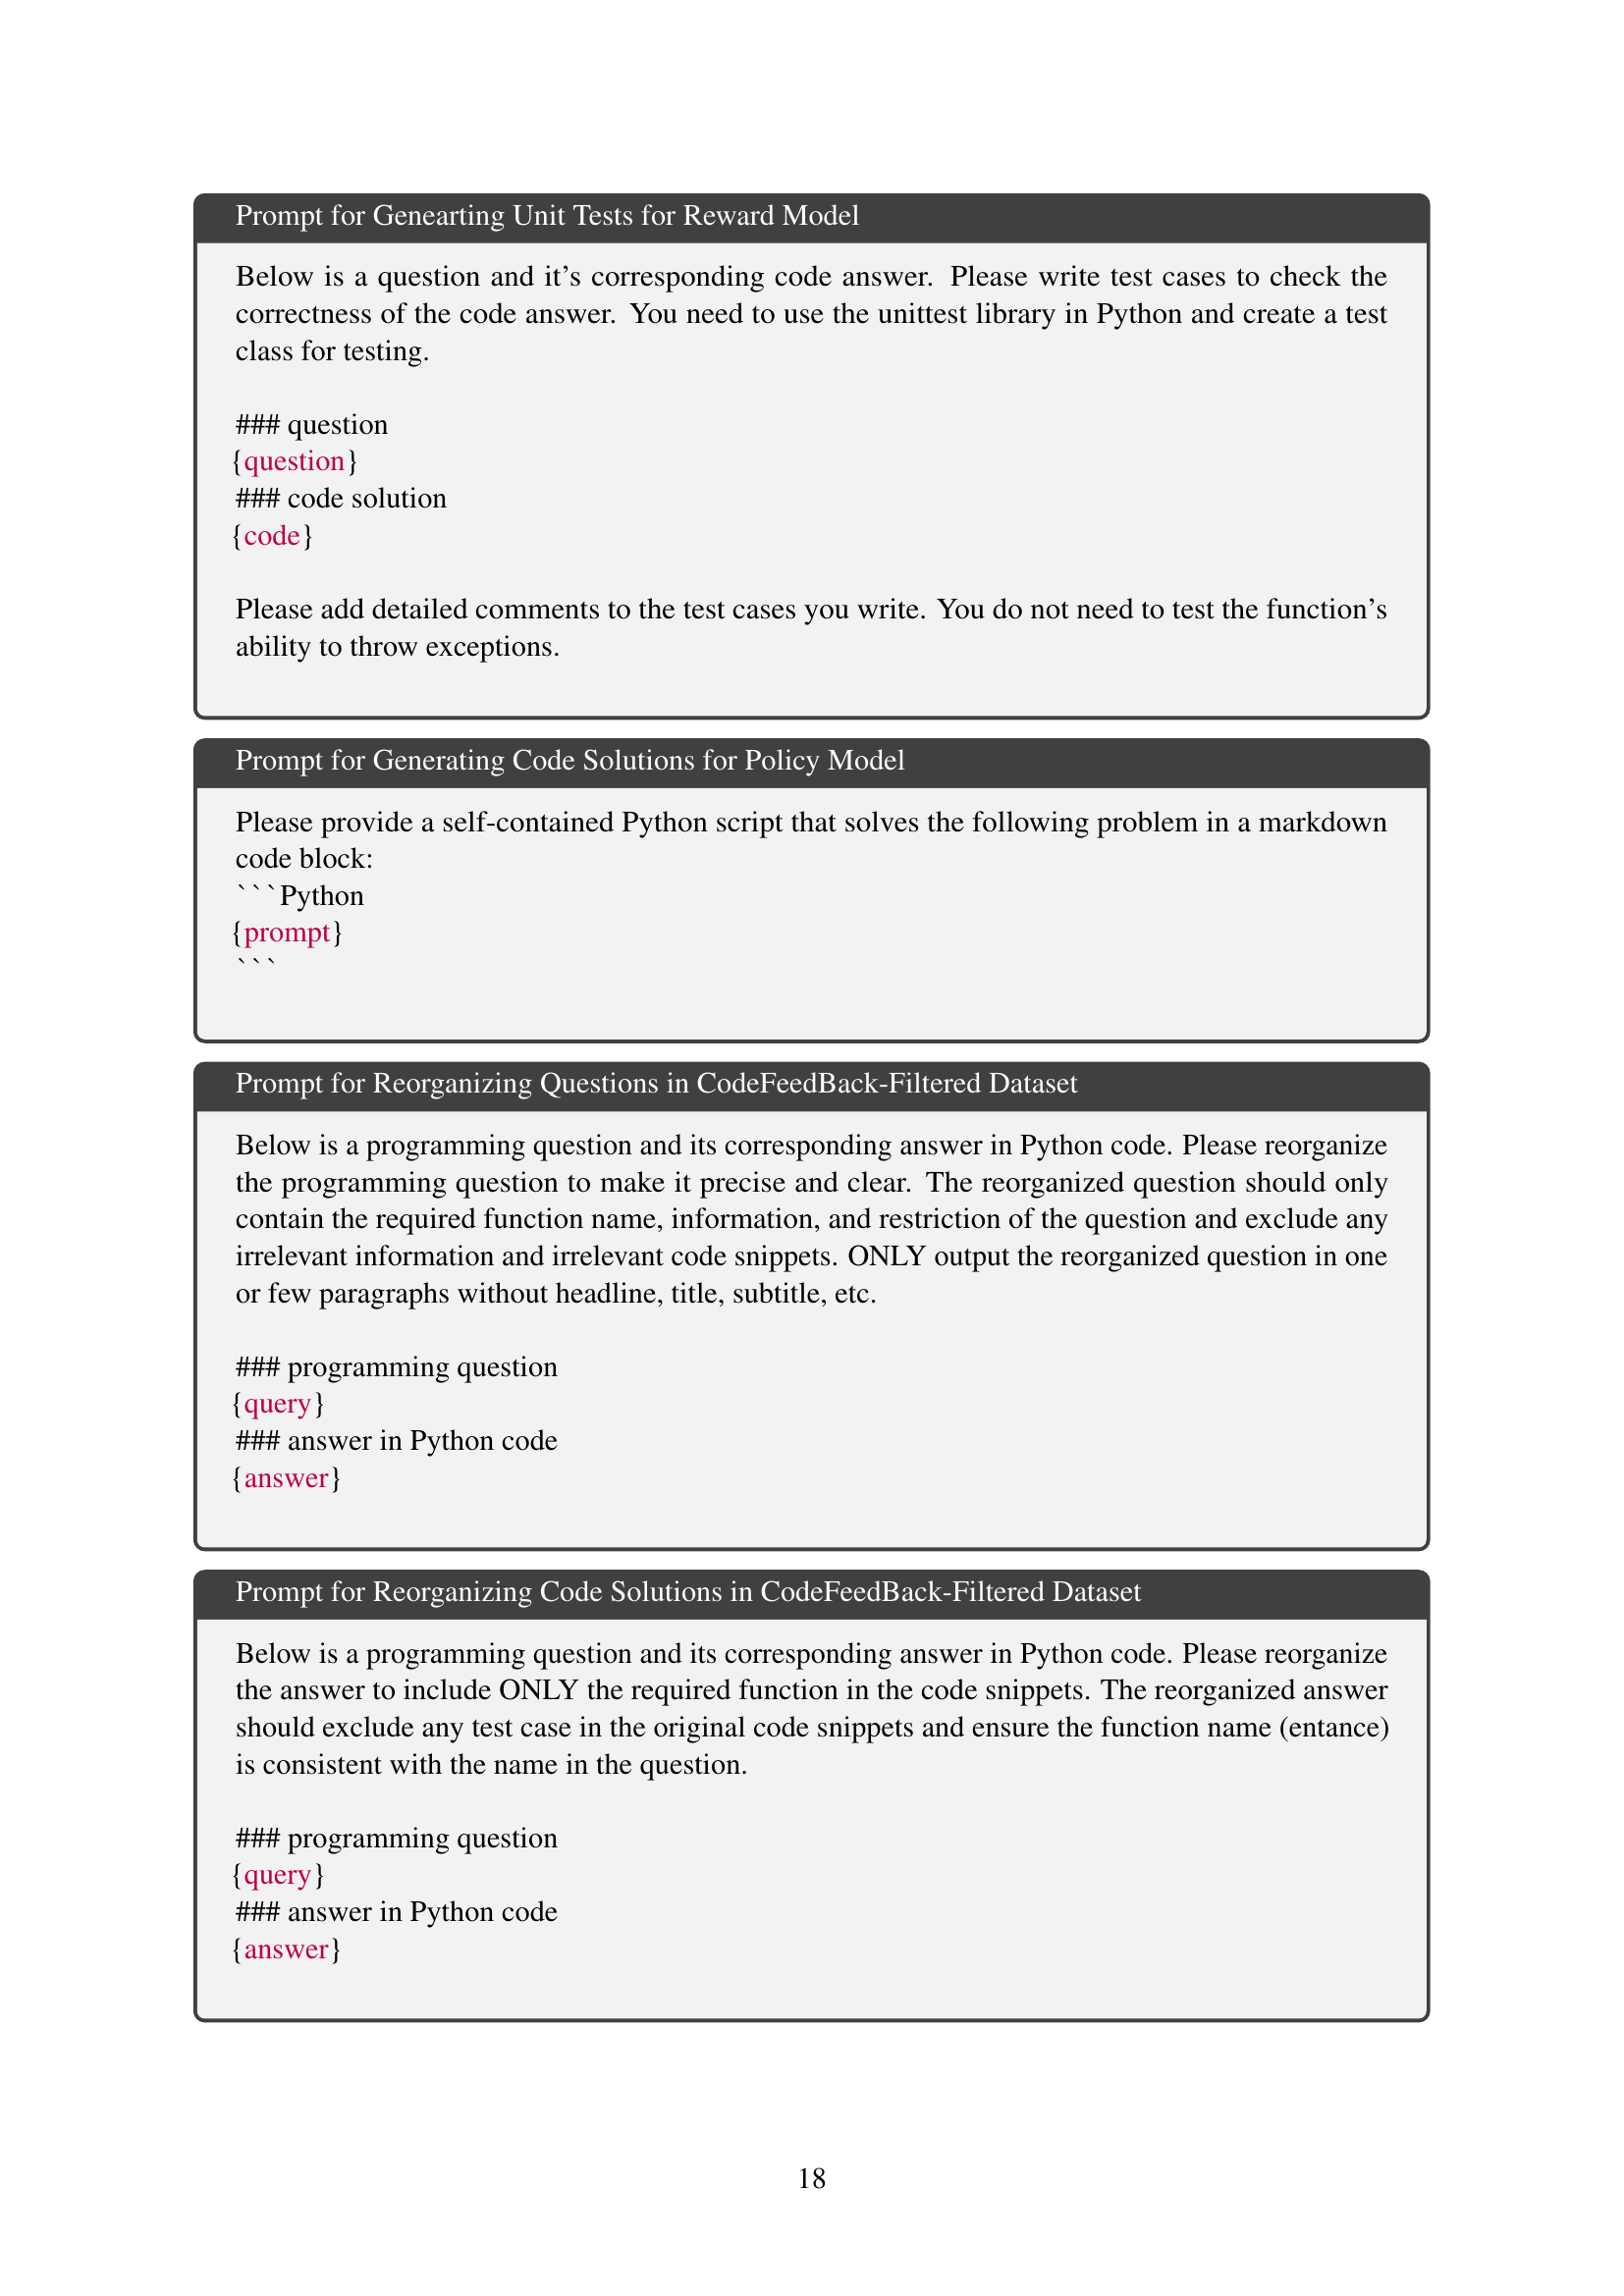 Prompt for Genearting Unit Tests for Reward Model
Below is a question and it's corresponding code answer. Please write test cases to check the
correctness of the code answer. You need to use the unittest library in Python and create a test
class for testing.
### question
{question}
### code solution
{code}
Please add detailed comments to the test cases you write. You do not need to test the function's
ability to throw exceptions.
Prompt for Generating Code Solutions for Policy Model
Please provide a self-contained Python script that solves the following problem in a markdown
code block:
```Python
{prompt}
```
Prompt for Reorganizing Questions in CodeFeedBack-Filtered Dataset
Below is a programming question and its corresponding answer in Python code. Please reorganize
the programming question to make it precise and clear. The reorganized question should only
contain the required function name, information, and restriction of the question and exclude any
irrelevant information and irrelevant code snippets. ONLY output the reorganized question in one
or few paragraphs without headline, title, subtitle, etc.
### programming question
{query}
### answer in Python code
{answer}
Prompt for Reorganizing Code Solutions in CodeFeedBack-Filtered Dataset
Below is a programming question and its corresponding answer in Python code. Please reorganize
the answer to include ONLY the required function in the code snippets. The reorganized answer
should exclude any test case in the original code snippets and ensure the function name (entance)
is consistent with the name in the question.
### programming question
{query}
### answer in Python code
{answer}
18